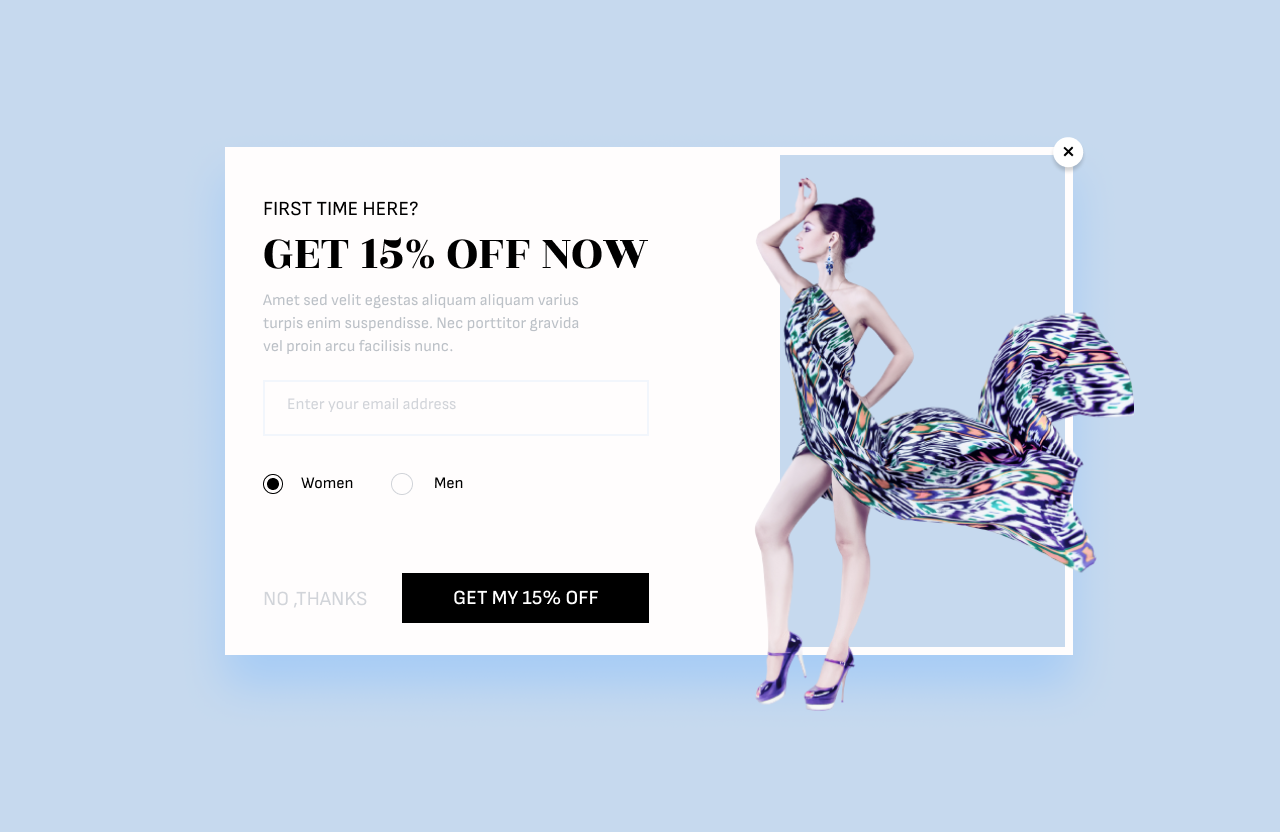 FIRST TIME HERE?
GET 15% OFF NOW
Amet sed velit egestas aliquam aliquam varius
turpis enim suspendisse. Nec porttitor gravida
vel proin arcu facilisis nunc.
Enter your email address
Women
Men
NO ,THANKS
GET MY 15% OFF